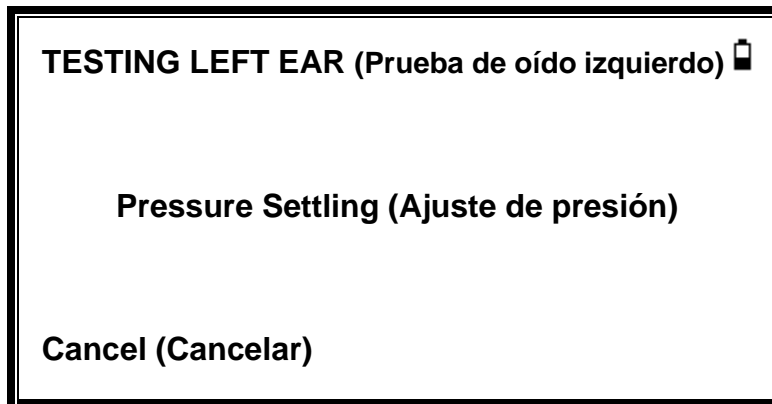 TESTING LEFT EAR (Prueba de oído izquierdo)
Pressure Settling (Ajuste de presión)
Cancel (Cancelar)